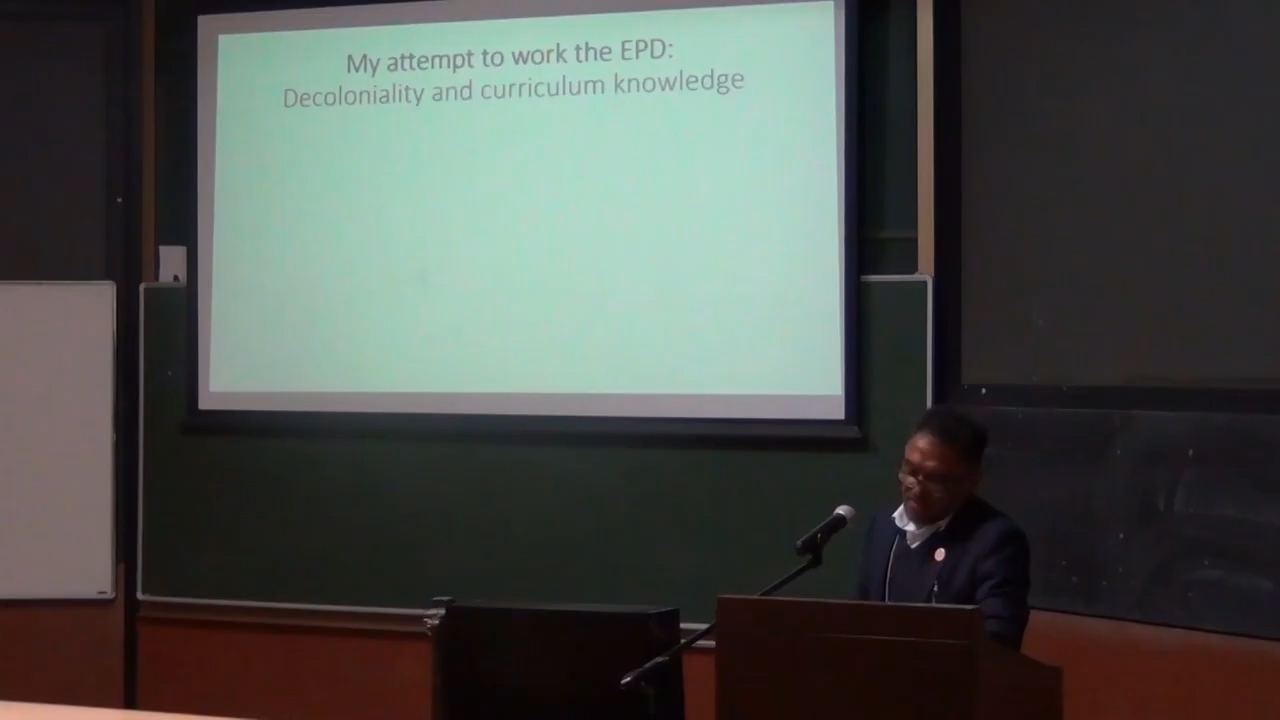 My attempt to work the EPD:
Decoloniality and curriculum knowledge